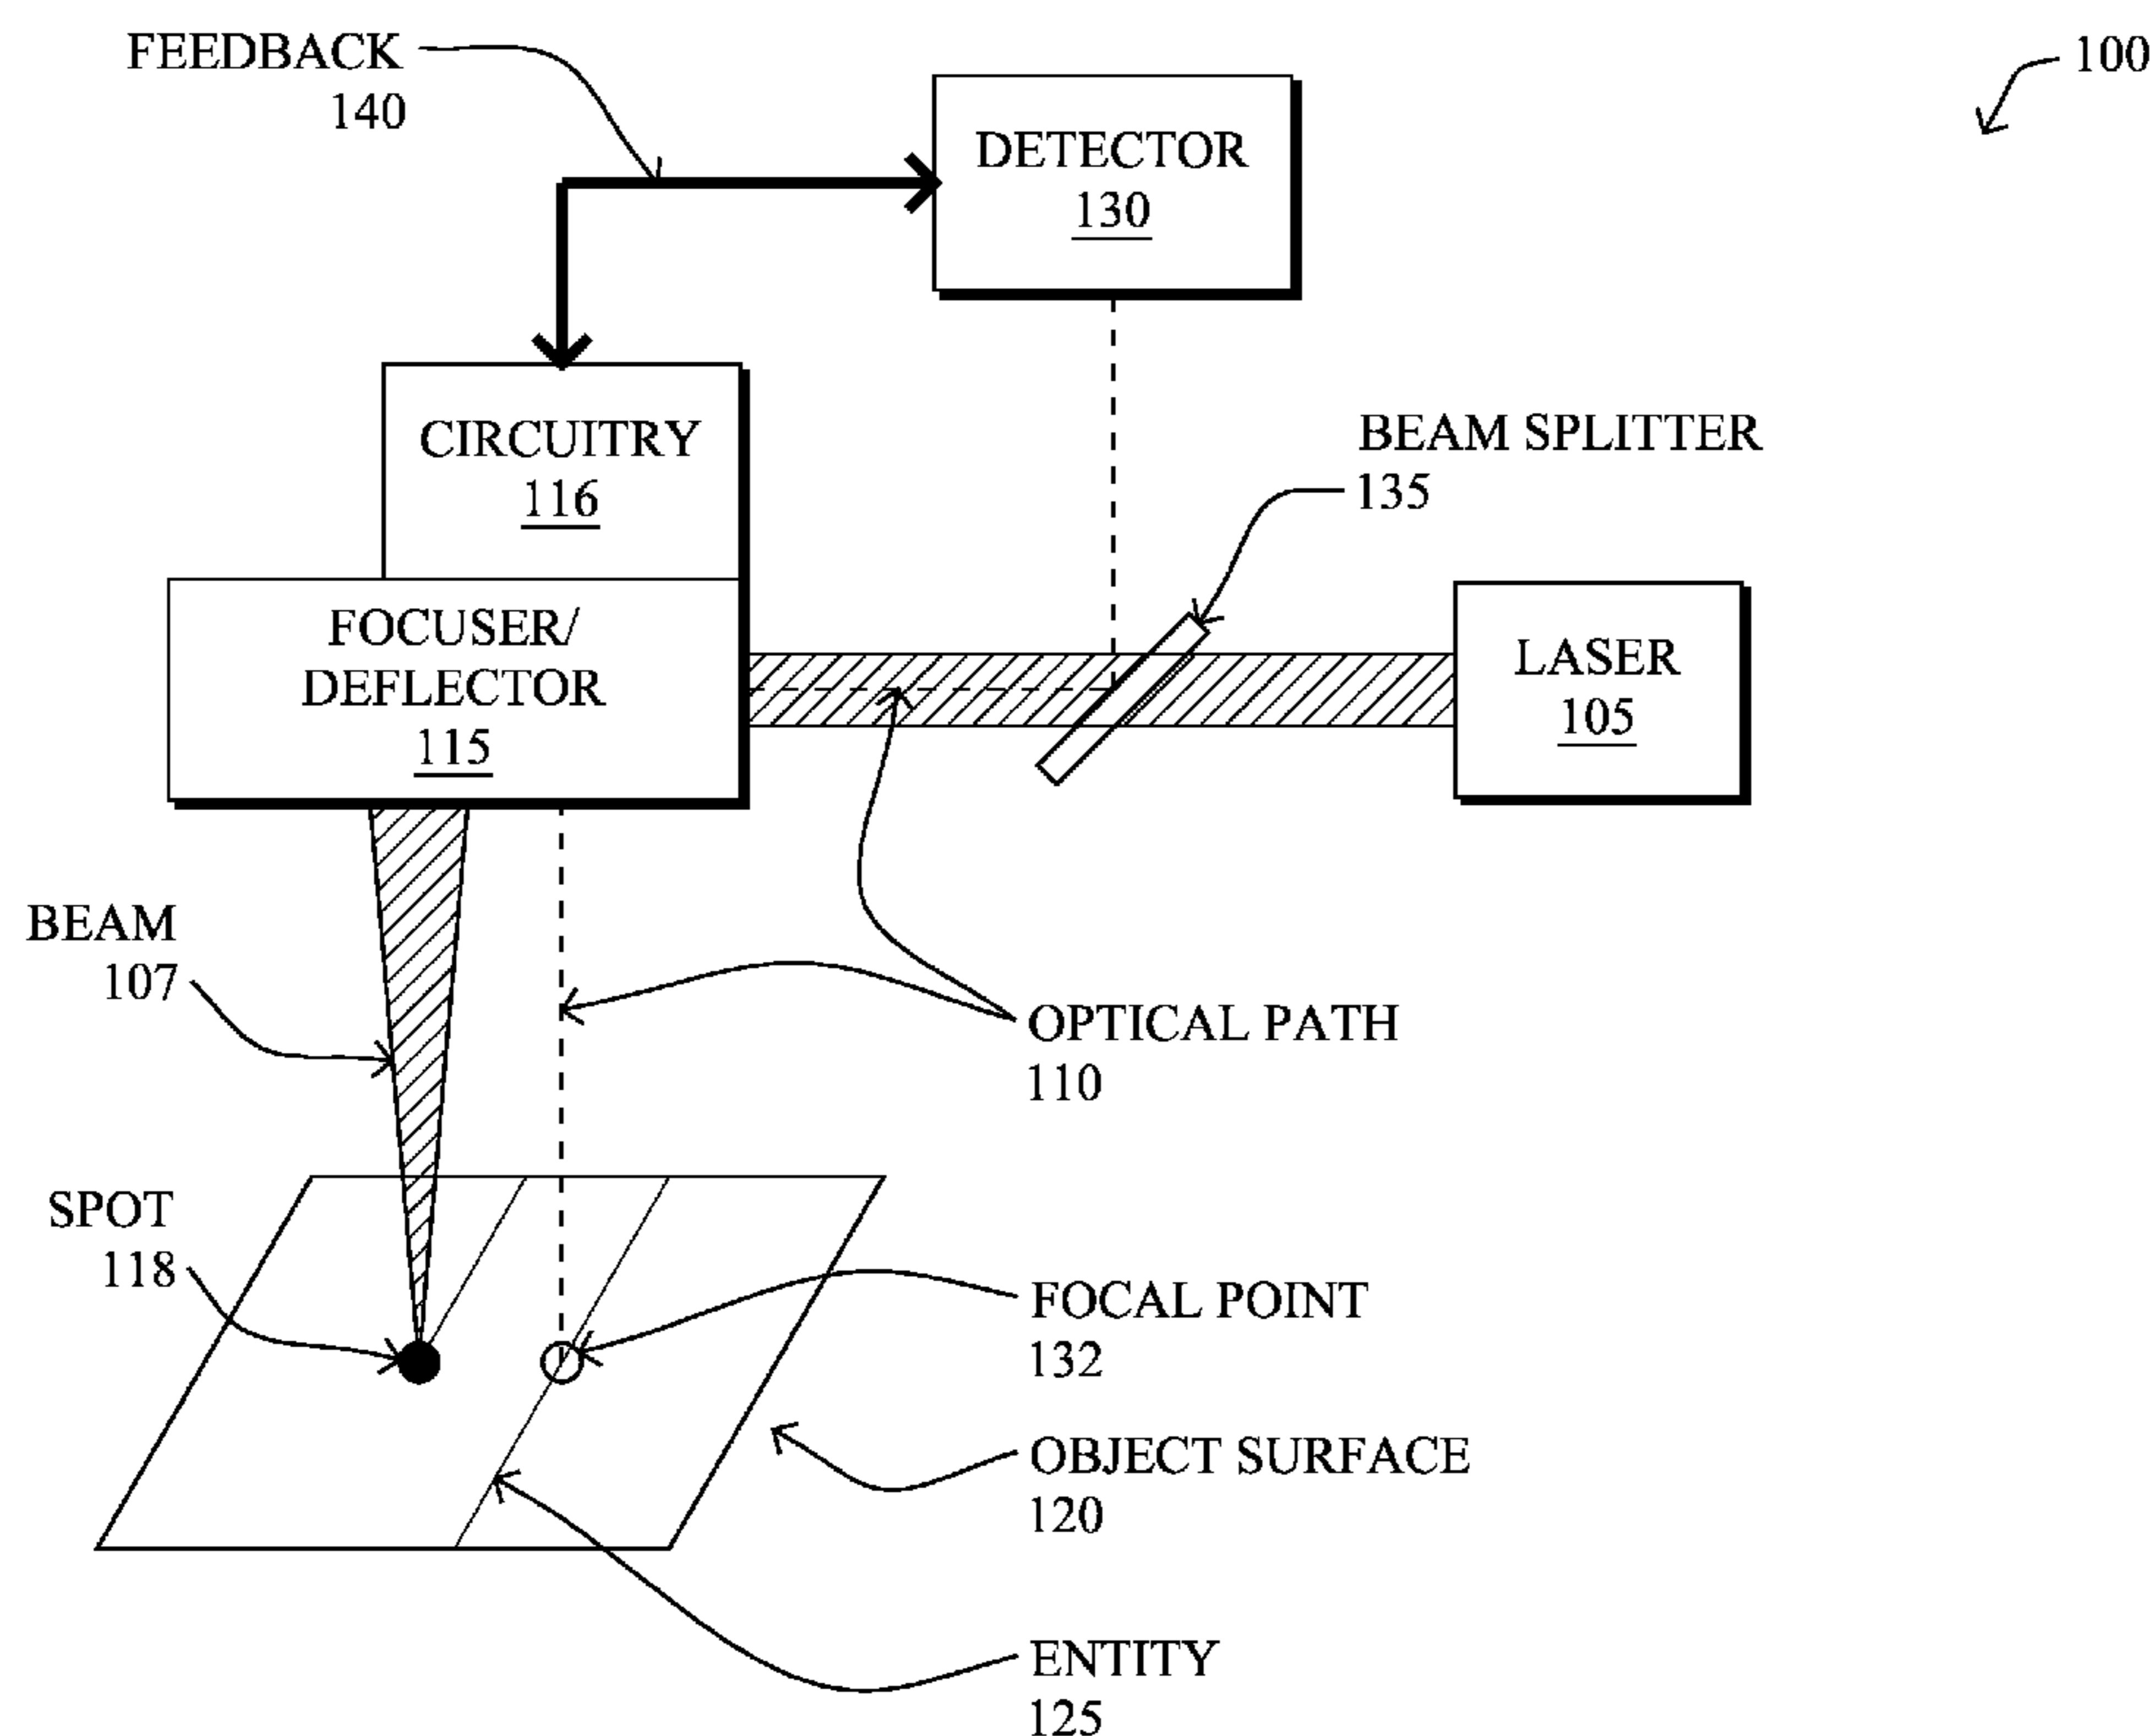 FEEDBACK
140
100
DETECTOR
130
CIRCUITRY
116
BEAM SPLITTER
135
FOCUSER/
DEFLECTOR
115
LASER
105
BEAM
107
OPTICAL PATH
110
SPOT
118
FOCAL POINT
132
OBJECT SURFACE
120
ENTITY
125